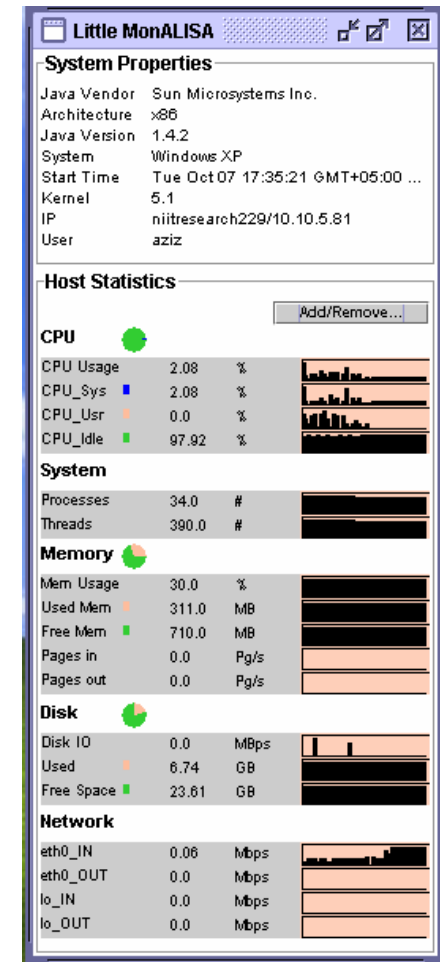 Little MonALISA
System Properties
Java Vendor Sun Microsystems Inc.
Architecture x86
Java Version 1.4.2
System Windows XP
Start Time Tue Oct 07 17:35:21 GMT+05:00 ...
Kernel 5.1
IP niitresearch229/10.10.5.81
User aziz
Host Statistics
Add/Remove...
CPU
CPU Usage 2.08 %
CPU_Sys 2.08 %
CPU_Usr 0.0 %
CPU_Idle 97.92 %
System
Processes 34.0 #
Threads 390.0 #
Memory
Mem Usage 30.0 %
Used Mem 311.0 MB
Free Mem 710.0 MB
Pages in 0.0 Pg/s
Pages out 0.0 Pg/s
Disk
Disk IO 0.0 MBps
Used 6.74 GB
Free Space 23.61 GB
Network
eth0_IN 0.06 Mbps
eth0_OUT 0.0 Mbps
lo_IN 0.0 Mbps
lo_OUT 0.0 Mbps